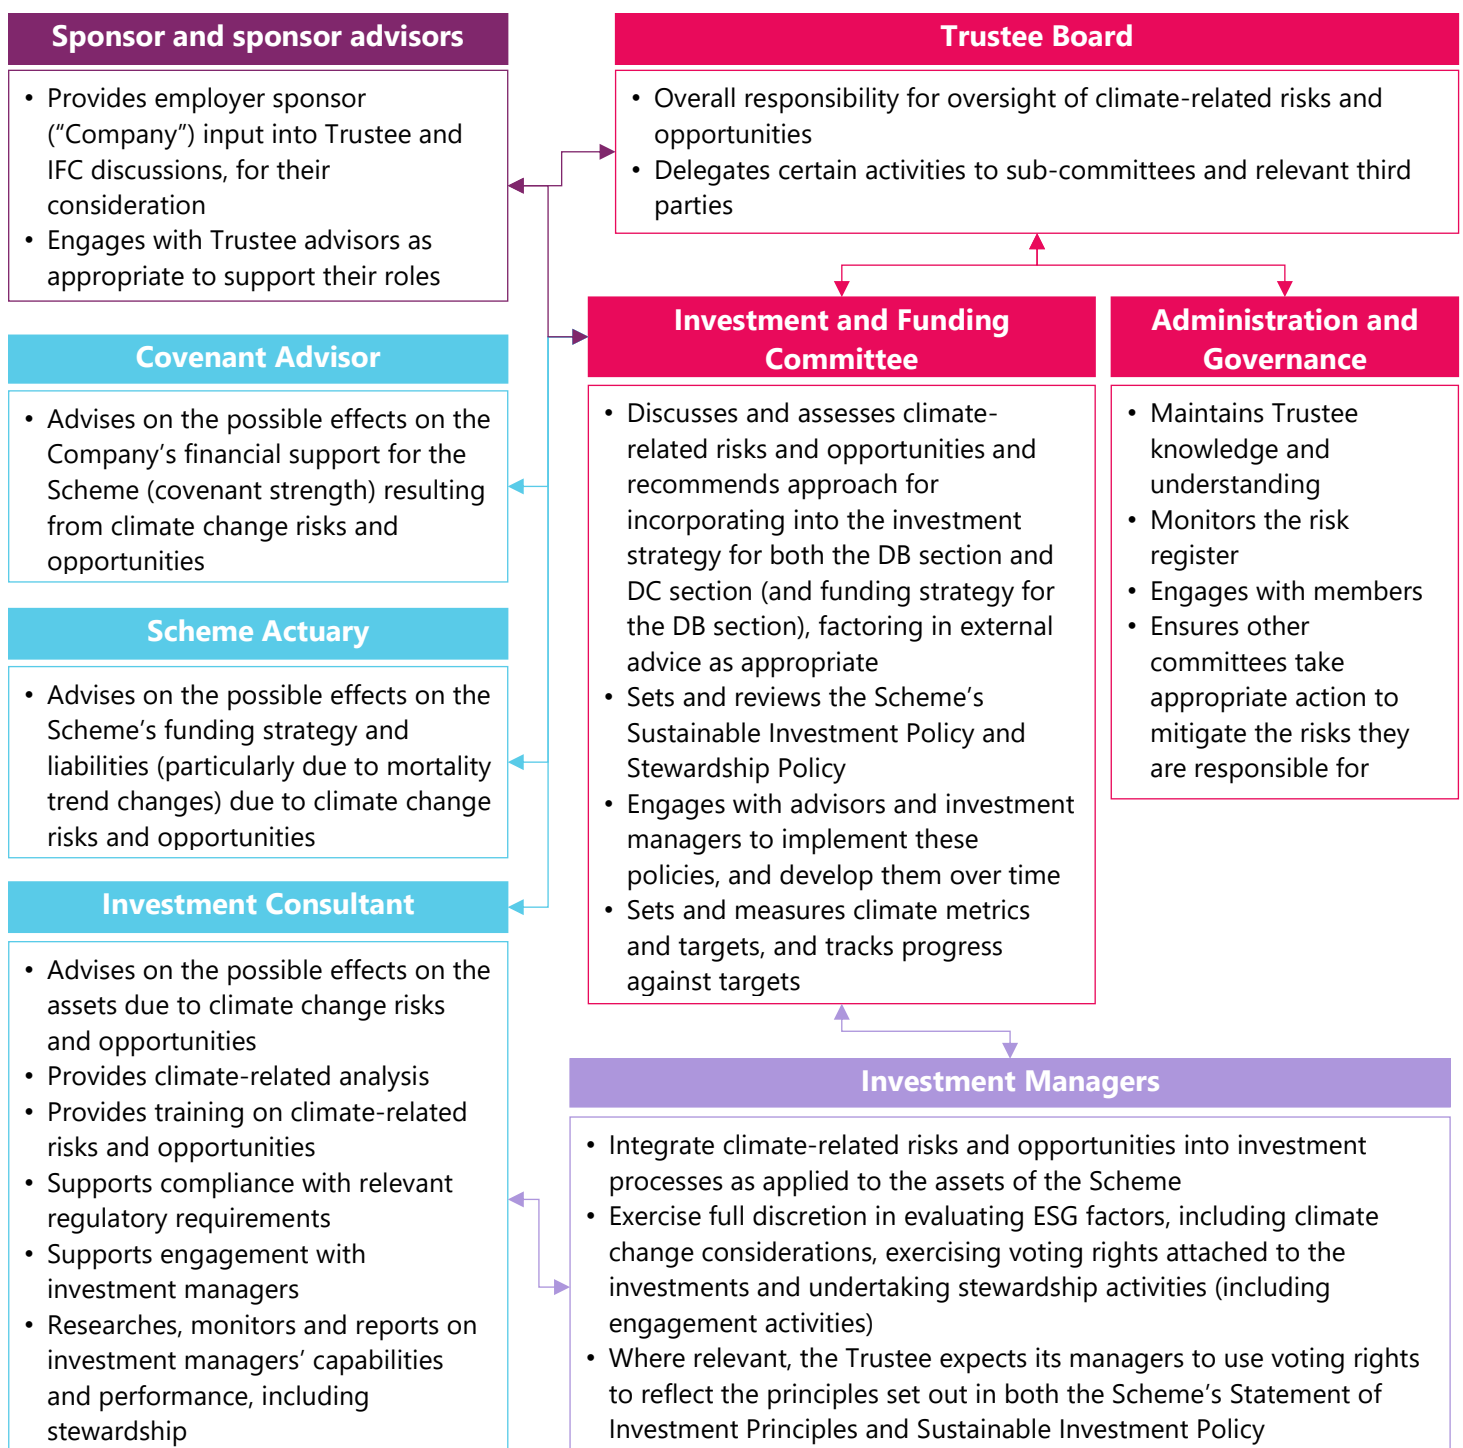 Sponsor and sponsor advisors
• Provides employer sponsor
(“Company”) input into Trustee and
IFC discussions, for their
consideration
• Engages with Trustee advisors as
appropriate to support their roles
Trustee Board
• Overall responsibility for oversight of climate-related risks and
opportunities
• Delegates certain activities to sub-committees and relevant third
parties
Covenant Advisor
• Advises on the possible effects on the
Company’s financial support for the
Scheme (covenant strength) resulting
from climate change risks and
opportunities
Scheme Actuary
• Advises on the possible effects on the
Scheme’s funding strategy and
liabilities (particularly due to mortality
trend changes) due to climate change
risks and opportunities
Investment Consultant
• Advises on the possible effects on the
assets due to climate change risks
and opportunities
• Provides climate-related analysis
• Provides training on climate-related
risks and opportunities
• Supports compliance with relevant
regulatory requirements
• Supports engagement with
investment managers
• Researches, monitors and reports on
investment managers’ capabilities
and performance, including
stewardship
Investment and Funding
Committee
• Discusses and assesses climate-
related risks and opportunities and
recommends approach for
incorporating into the investment
strategy for both the DB section and
DC section (and funding strategy for
the DB section), factoring in external
advice as appropriate
• Sets and reviews the Scheme’s
Sustainable Investment Policy and
Stewardship Policy
• Engages with advisors and investment
managers to implement these
policies, and develop them over time
• Sets and measures climate metrics
and targets, and tracks progress
against targets
Administration and
Governance
• Maintains Trustee
knowledge and
understanding
• Monitors the risk
register
• Engages with members
• Ensures other
committees take
appropriate action to
mitigate the risks they
are responsible for
Investment Managers
• Integrate climate-related risks and opportunities into investment
processes as applied to the assets of the Scheme
• Exercise full discretion in evaluating ESG factors, including climate
change considerations, exercising voting rights attached to the
investments and undertaking stewardship activities (including
engagement activities)
• Where relevant, the Trustee expects its managers to use voting rights
to reflect the principles set out in both the Scheme’s Statement of
Investment Principles and Sustainable Investment Policy